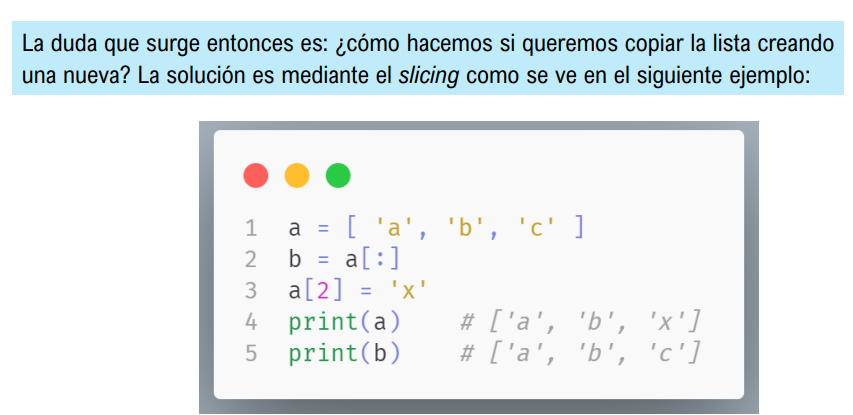 La duda que surge entonces es: ¿cómo hacemos si queremos copiar la lista creando
una nueva? La solución es mediante el slicing como se ve en el siguiente ejemplo:
1 a = [ 'a', 'b', 'c' ]
2 b = a[:]
3 a[2] = 'x'
4 print(a) # ['a', 'b', 'x']
5 print(b) # ['a', 'b', 'c']